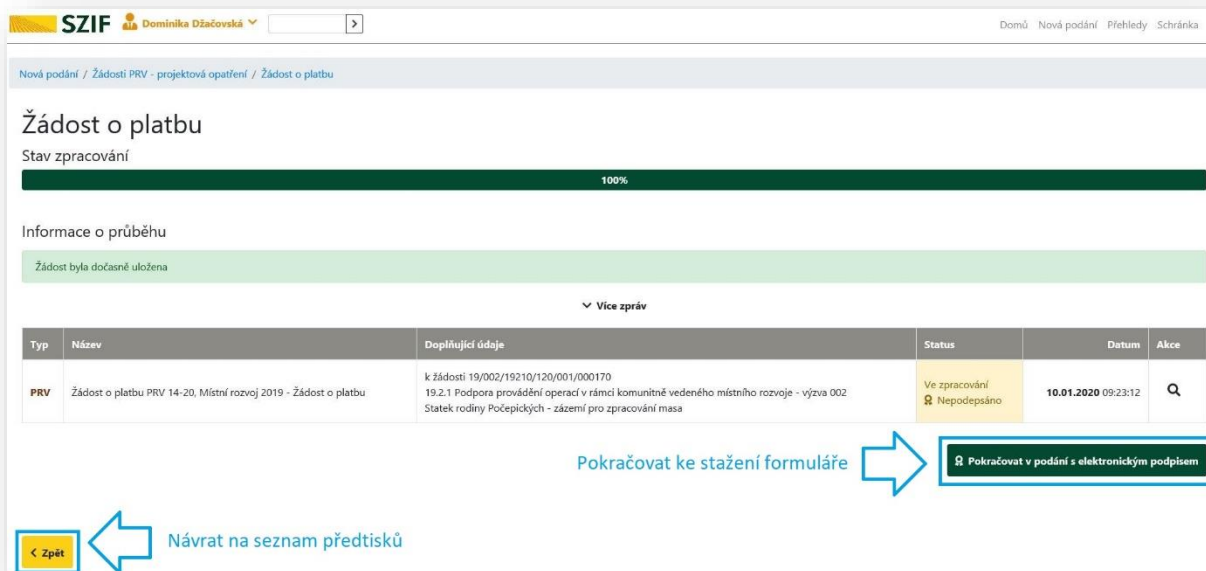 SZIF Dominika Džačovská Domů Nová podání Přehledy Schránka
Nová podání / Žádosti PRV - projektová opatření / Žádost o platbu
Žádost o platbu
Stav zpracování
100%
Informace o průběhu
Žádost byla dočasně uložena
Více zpráv
Typ Název Doplňující údaje Status Datum Akce
PRV Žádost o platbu PRV 14-20, Místní rozvoj 2019 - Žádost o platbu
k žádosti 19/002/19210/120/001/000170
19.2.1 Podpora provádění operací v rámci komunitně vedeného místního rozvoje - výzva 002
Statek rodiny Počepických - zázemí pro zpracování masa
Ve zpracování
Nepodepsáno
10.01.2020 09:23:12
Pokračovat ke stažení formuláře
Pokračovat v podání s elektronickým podpisem
Zpět
Návrat na seznam předtisků